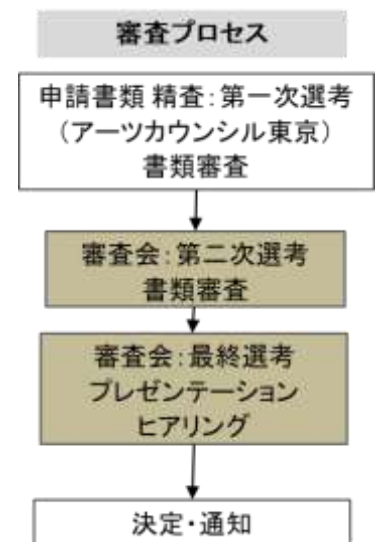 審査プロセス
申請書類 精査：第一次選考
（アーツカウンシル東京）
書類審査
審査会：第二次選考
書類審査
審査会：最終選考
プレゼンテーション
ヒアリング
決定・通知